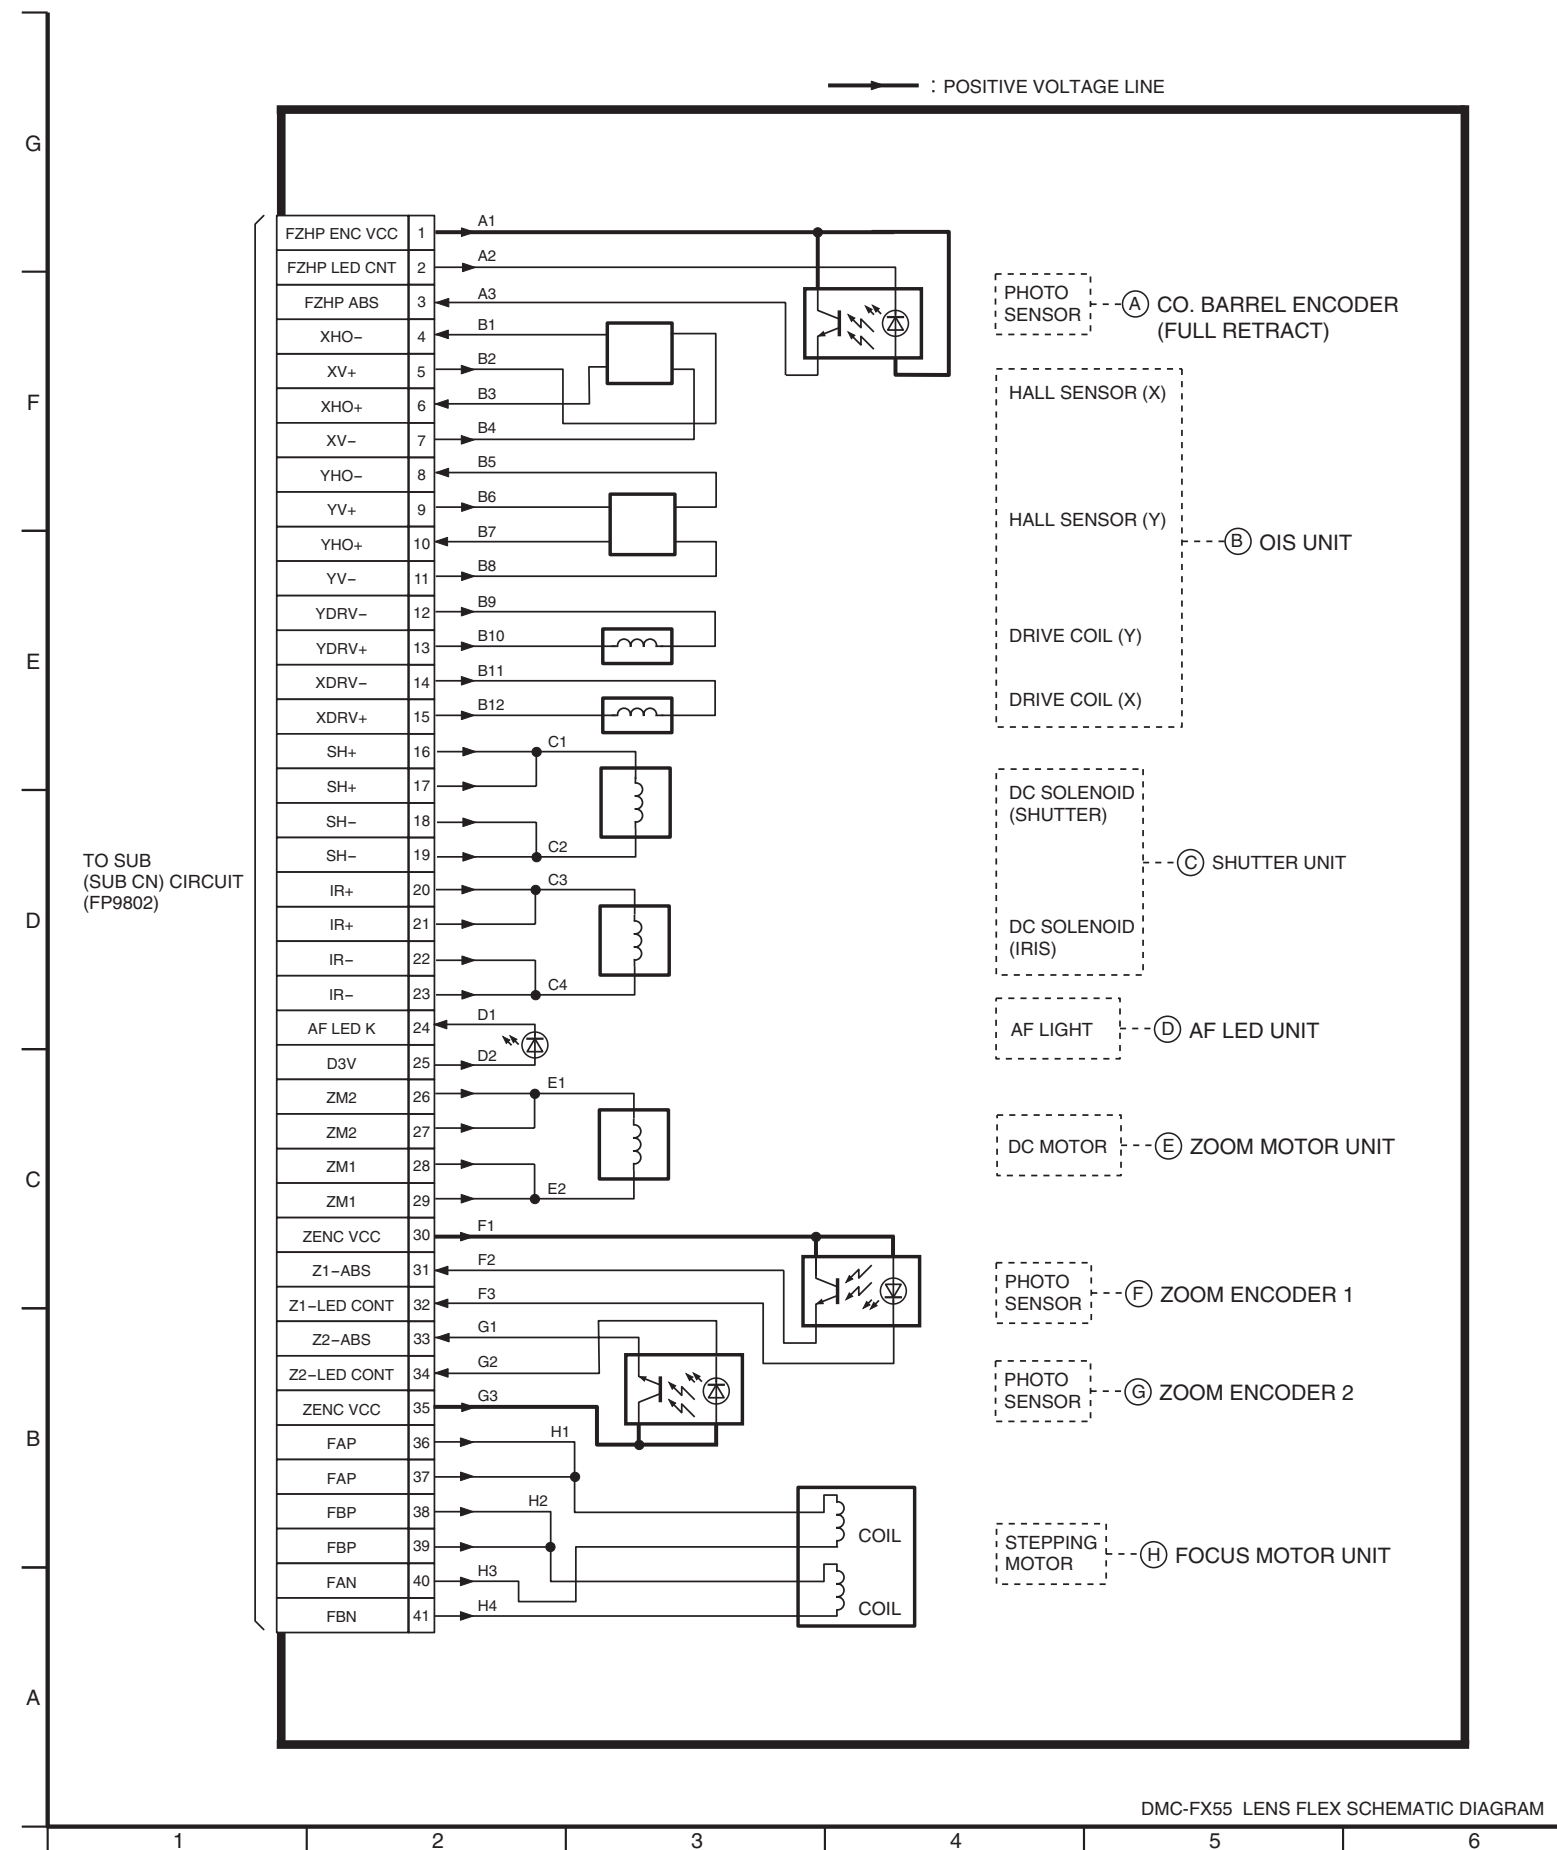 : POSITIVE VOLTAGE LINE
G
F
E
D
C
B
A
TO SUB
(SUB CN) CIRCUIT
(FP9802)
FZHP ENC VCC 1 A1
FZHP LED CNT 2 A2
FZHP ABS 3 A3
XHO− 4 B1
XV+ 5 B2
XHO+ 6 B3
XV− 7 B4
YHO− 8 B5
YV+ 9 B6
YHO+ 10 B7
YV− 11 B8
YDRV− 12 B9
YDRV+ 13 B10
XDRV− 14 B11
XDRV+ 15 B12
SH+ 16 C1
SH+ 17
SH− 18
SH− 19 C2
IR+ 20 C3
IR+ 21
IR− 22
IR− 23 C4
AF LED K 24 D1
D3V 25 D2
ZM2 26 E1
ZM2 27
ZM1 28
ZM1 29 E2
ZENC VCC 30 F1
Z1−ABS 31 F2
Z1−LED CONT 32 F3
Z2−ABS 33 G1
Z2−LED CONT 34 G2
ZENC VCC 35 G3
FAP 36 H1
FAP 37
FBP 38 H2
FBP 39
FAN 40 H3
FBN 41 H4
COIL
COIL
PHOTO
SENSOR
A CO. BARREL ENCODER
(FULL RETRACT)
HALL SENSOR (X)
HALL SENSOR (Y)
B OIS UNIT
DRIVE COIL (Y)
DRIVE COIL (X)
DC SOLENOID
(SHUTTER)
C SHUTTER UNIT
DC SOLENOID
(IRIS)
AF LIGHT D AF LED UNIT
DC MOTOR E ZOOM MOTOR UNIT
PHOTO
SENSOR
F ZOOM ENCODER 1
PHOTO
SENSOR
G ZOOM ENCODER 2
STEPPING
MOTOR
H FOCUS MOTOR UNIT
DMC-FX55 LENS FLEX SCHEMATIC DIAGRAM
1 2 3 4 5 6